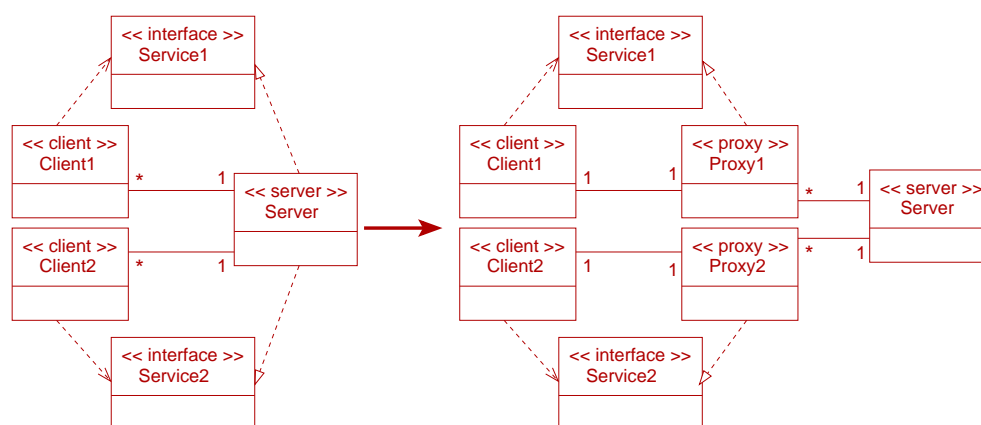 << interface >>
Service1
<< client >>
Client1
*
1
<< server >>
Server
<< client >>
Client2
*
1
<< interface >>
Service2
<< interface >>
Service1
<< client >>
Client1
1
1
<< proxy >>
Proxy1
*
1
<< server >>
Server
<< client >>
Client2
1
1
<< proxy >>
Proxy2
*
1
<< interface >>
Service2